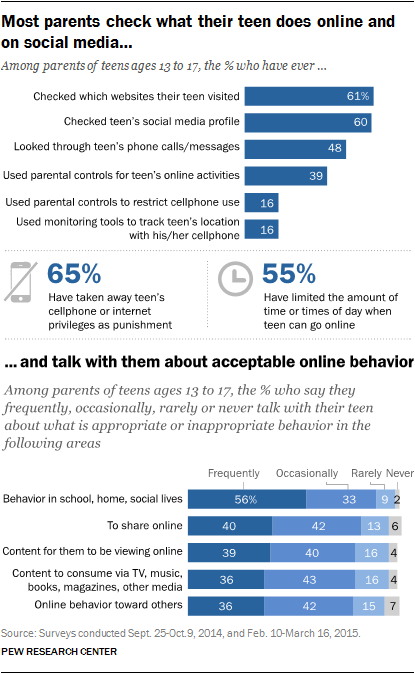 Most parents check what their teen does online and
on social media...
Among parents of teens ages 13 to 17, the % who have ever ...
Checked which websites their teen visited 61%
Checked teen's social media profile 60
Looked through teen's phone calls/messages 48
Used parental controls for teen's online activities 39
Used parental controls to restrict cellphone use 16
Used monitoring tools to track teen's location
with his/her cellphone 16
65%
Have taken away teen's
cellphone or internet
privileges as punishment
55%
Have limited the amount of
time or times of day when
teen can go online
... and talk with them about acceptable online behavior
Among parents of teens ages 13 to 17, the % who say they
frequently, occasionally, rarely or never talk with their teen
about what is appropriate or inappropriate behavior in the
following areas
Frequently Occasionally Rarely Never
Behavior in school, home, social lives 56% 33 9 2
To share online 40 42 13 6
Content for them to be viewing online 39 40 16 4
Content to consume via TV, music,
books, magazines, other media 36 43 16 4
Online behavior toward others 36 42 15 7
Source: Surveys conducted Sept. 25-Oct.9, 2014, and Feb. 10-March 16, 2015.
PEW RESEARCH CENTER